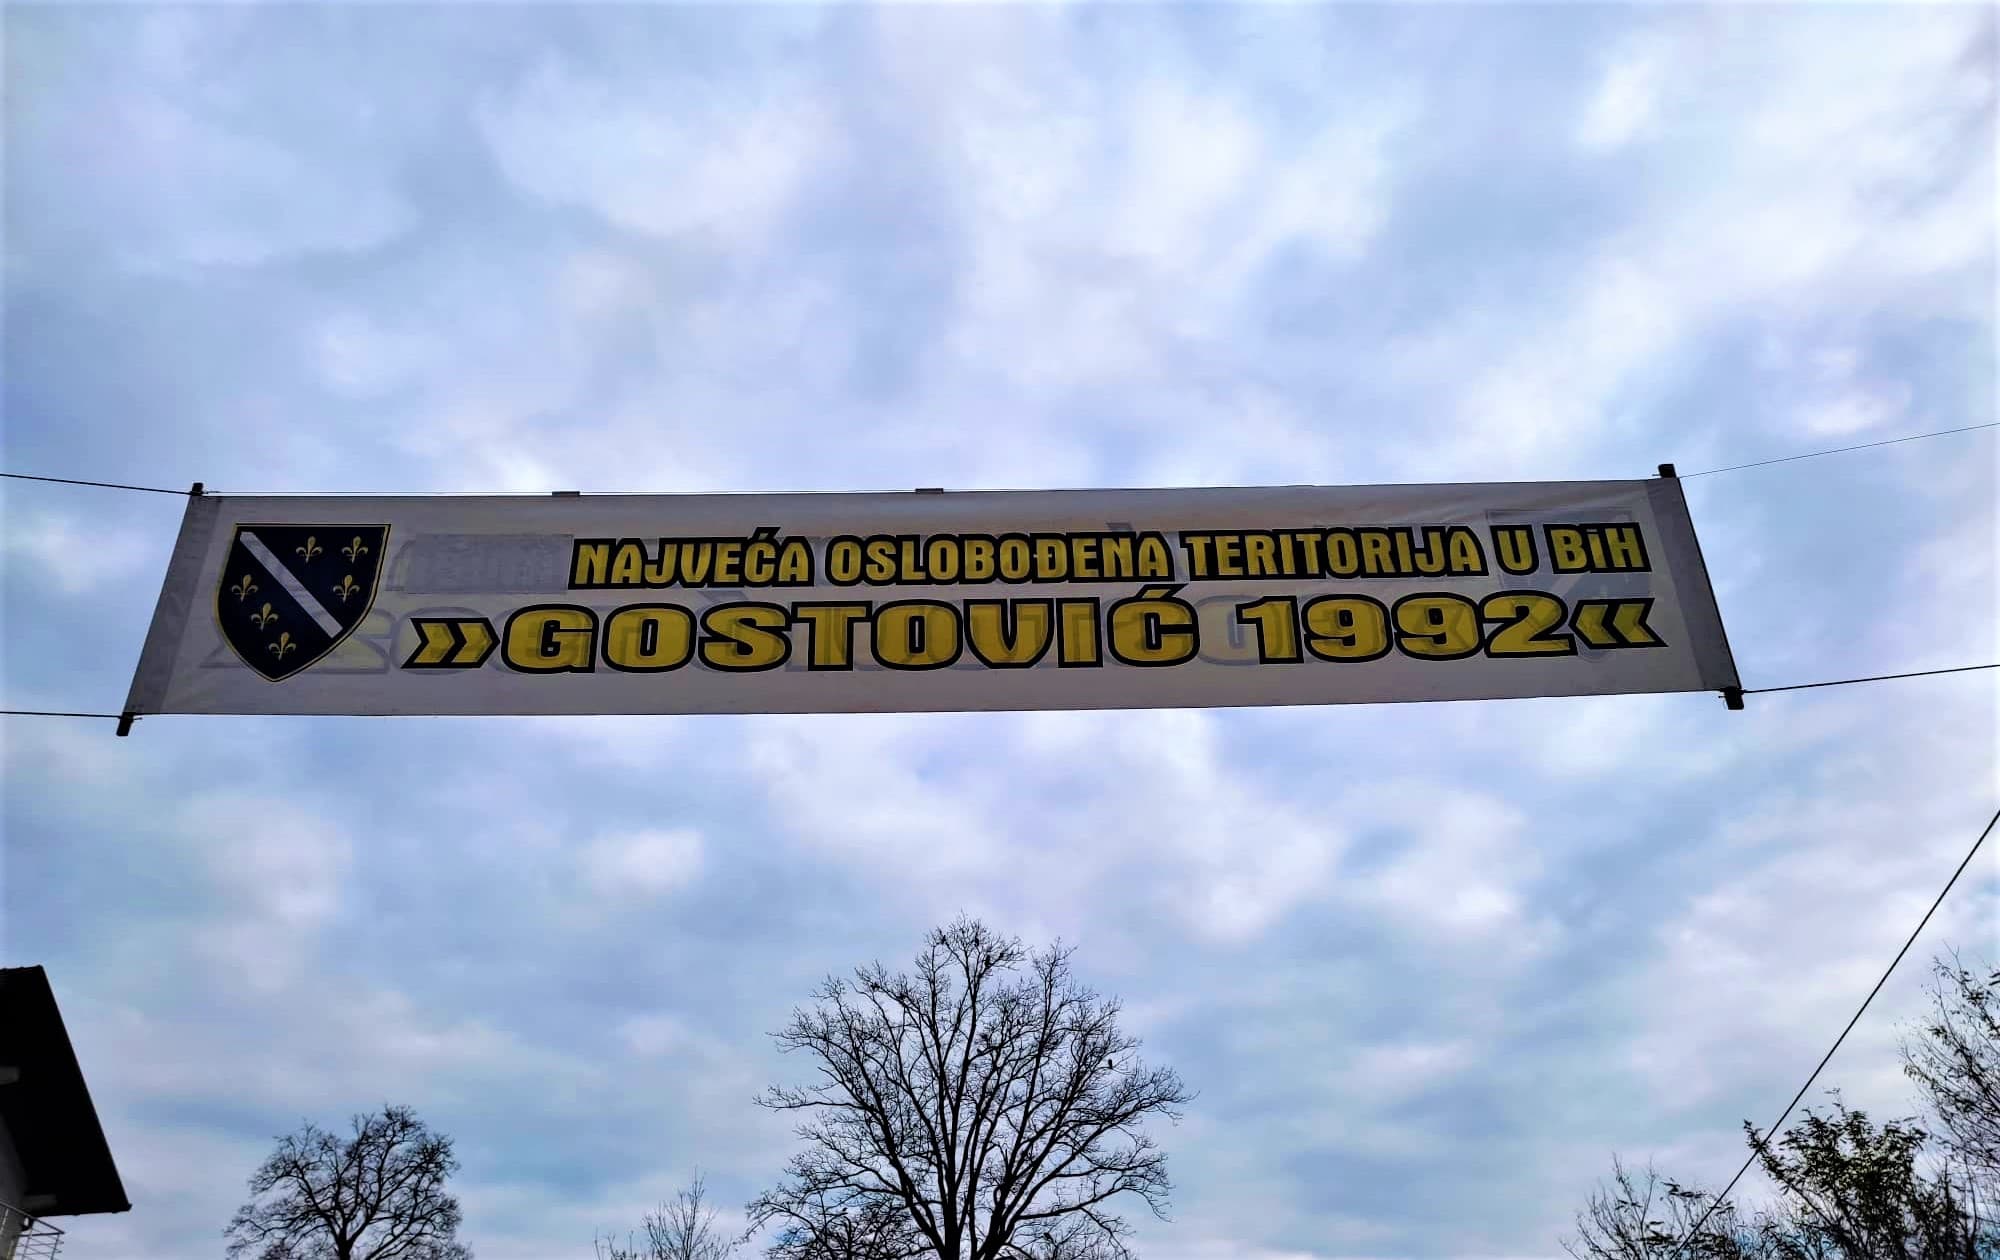 NAJVEĆA OSLOBOĐENA TERITORIJA U BiH
»GOSTOVIĆ 1992«